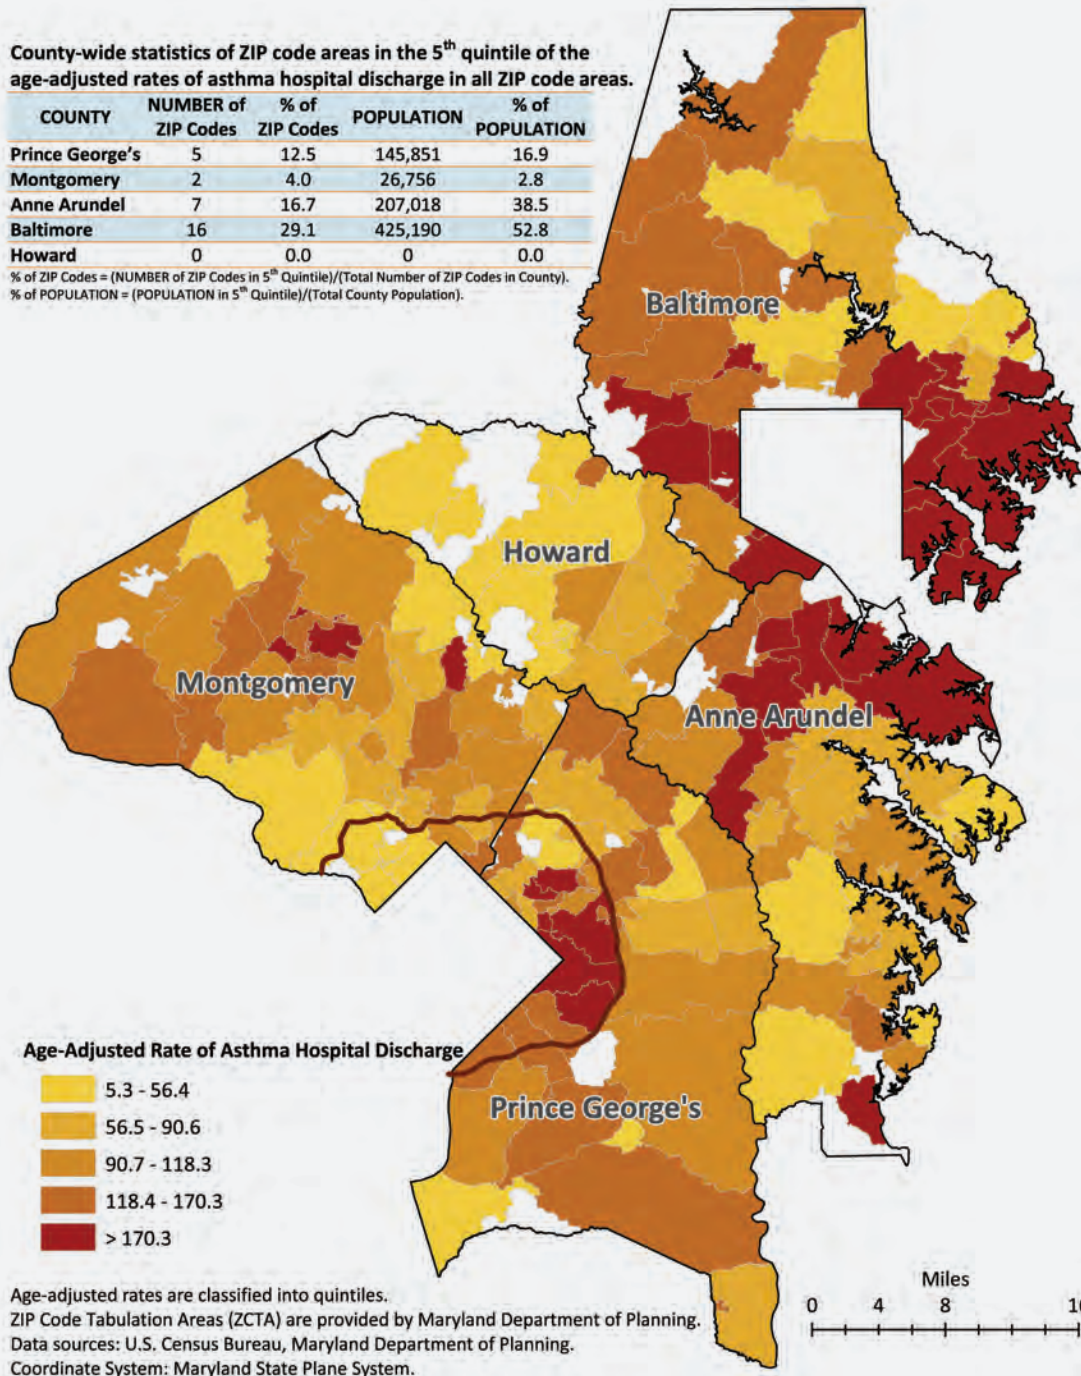 County-wide statistics of ZIP code areas in the 5th quintile of the
age-adjusted rates of asthma hospital discharge in all ZIP code areas.
COUNTY NUMBER of ZIP Codes % of ZIP Codes POPULATION % of POPULATION
Prince George's 5 12.5 145,851 16.9
Montgomery 2 4.0 26,756 2.8
Anne Arundel 7 16.7 207,018 38.5
Baltimore 16 29.1 425,190 52.8
Howard 0 0.0 0 0.0
% of ZIP Codes = (NUMBER of ZIP Codes in 5th Quintile)/(Total Number of ZIP Codes in County).
% of POPULATION = (POPULATION in 5th Quintile)/(Total County Population).
Baltimore
Howard
Montgomery
Anne Arundel
Prince George's
Age-Adjusted Rate of Asthma Hospital Discharge
5.3 - 56.4
56.5 - 90.6
90.7 - 118.3
118.4 - 170.3
> 170.3
Age-adjusted rates are classified into quintiles.
ZIP Code Tabulation Areas (ZCTA) are provided by Maryland Department of Planning.
Data sources: U.S. Census Bureau, Maryland Department of Planning.
Coordinate System: Maryland State Plane System.
Miles
0 4 8